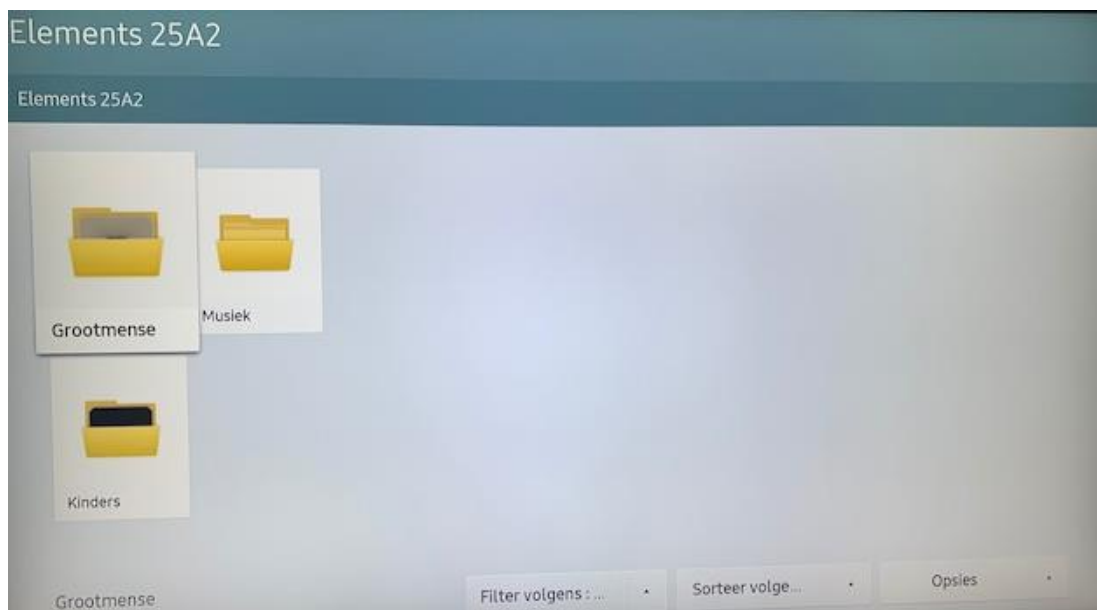 Elements 25A2
Elements 25A2
Grootmense
Musiek
Kinders
Grootmense
Filter volgens : ...
Sorteer volge...
Opsies